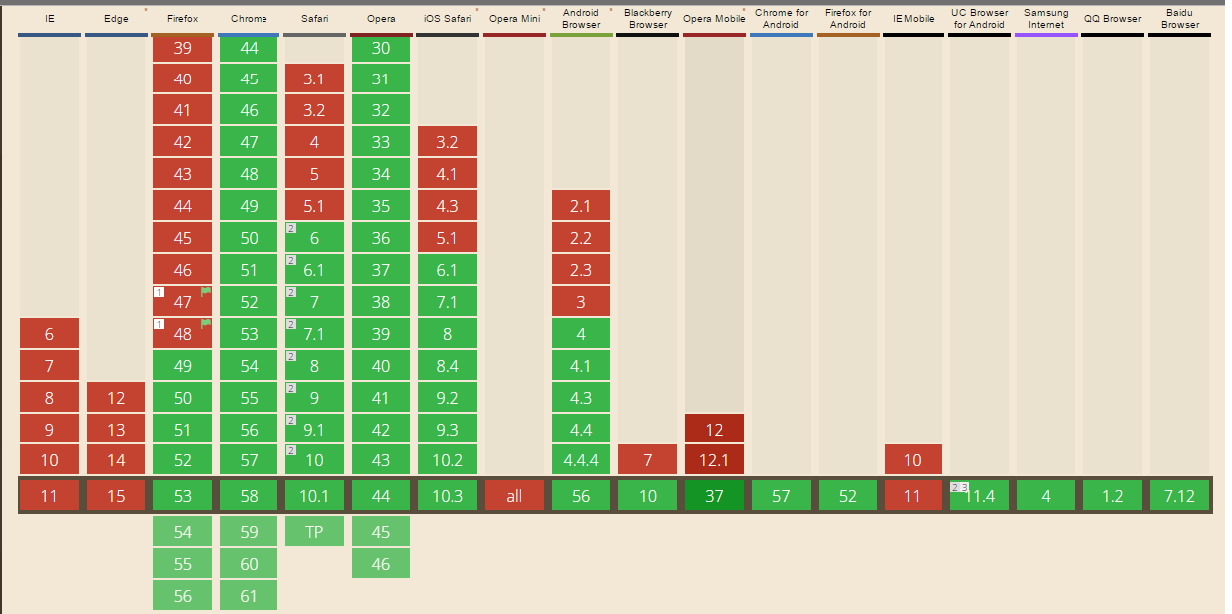 IE Edge Firefox Chrome Safari Opera iOS Safari Opera Mini Android Browser Blackberry Browser Opera Mobile Chrome for Android Firefox for Android IE Mobile UC Browser for Android Samsung Internet QQ Browser Baidu Browser
39 44 30
40 45 3.1 31
41 46 3.2 32
42 47 4 33 3.2
43 48 5 34 4.1
44 49 5.1 35 4.3 2.1
45 50 2 6 36 5.1 2.2
46 51 2 6.1 37 6.1 2.3
1 47 52 2 7 38 7.1 3
6 1 48 53 2 7.1 39 8 4
7 49 54 2 8 40 8.4 4.1
8 12 50 55 2 9 41 9.2 4.3
9 13 51 56 2 9.1 42 9.3 4.4 12
10 14 52 57 2 10 43 10.2 4.4.4 7 12.1 10
11 15 53 58 10.1 44 10.3 all 56 10 37 57 52 11 2 3 11.4 4 1.2 7.12
54 59 TP 45
55 60 46
56 61